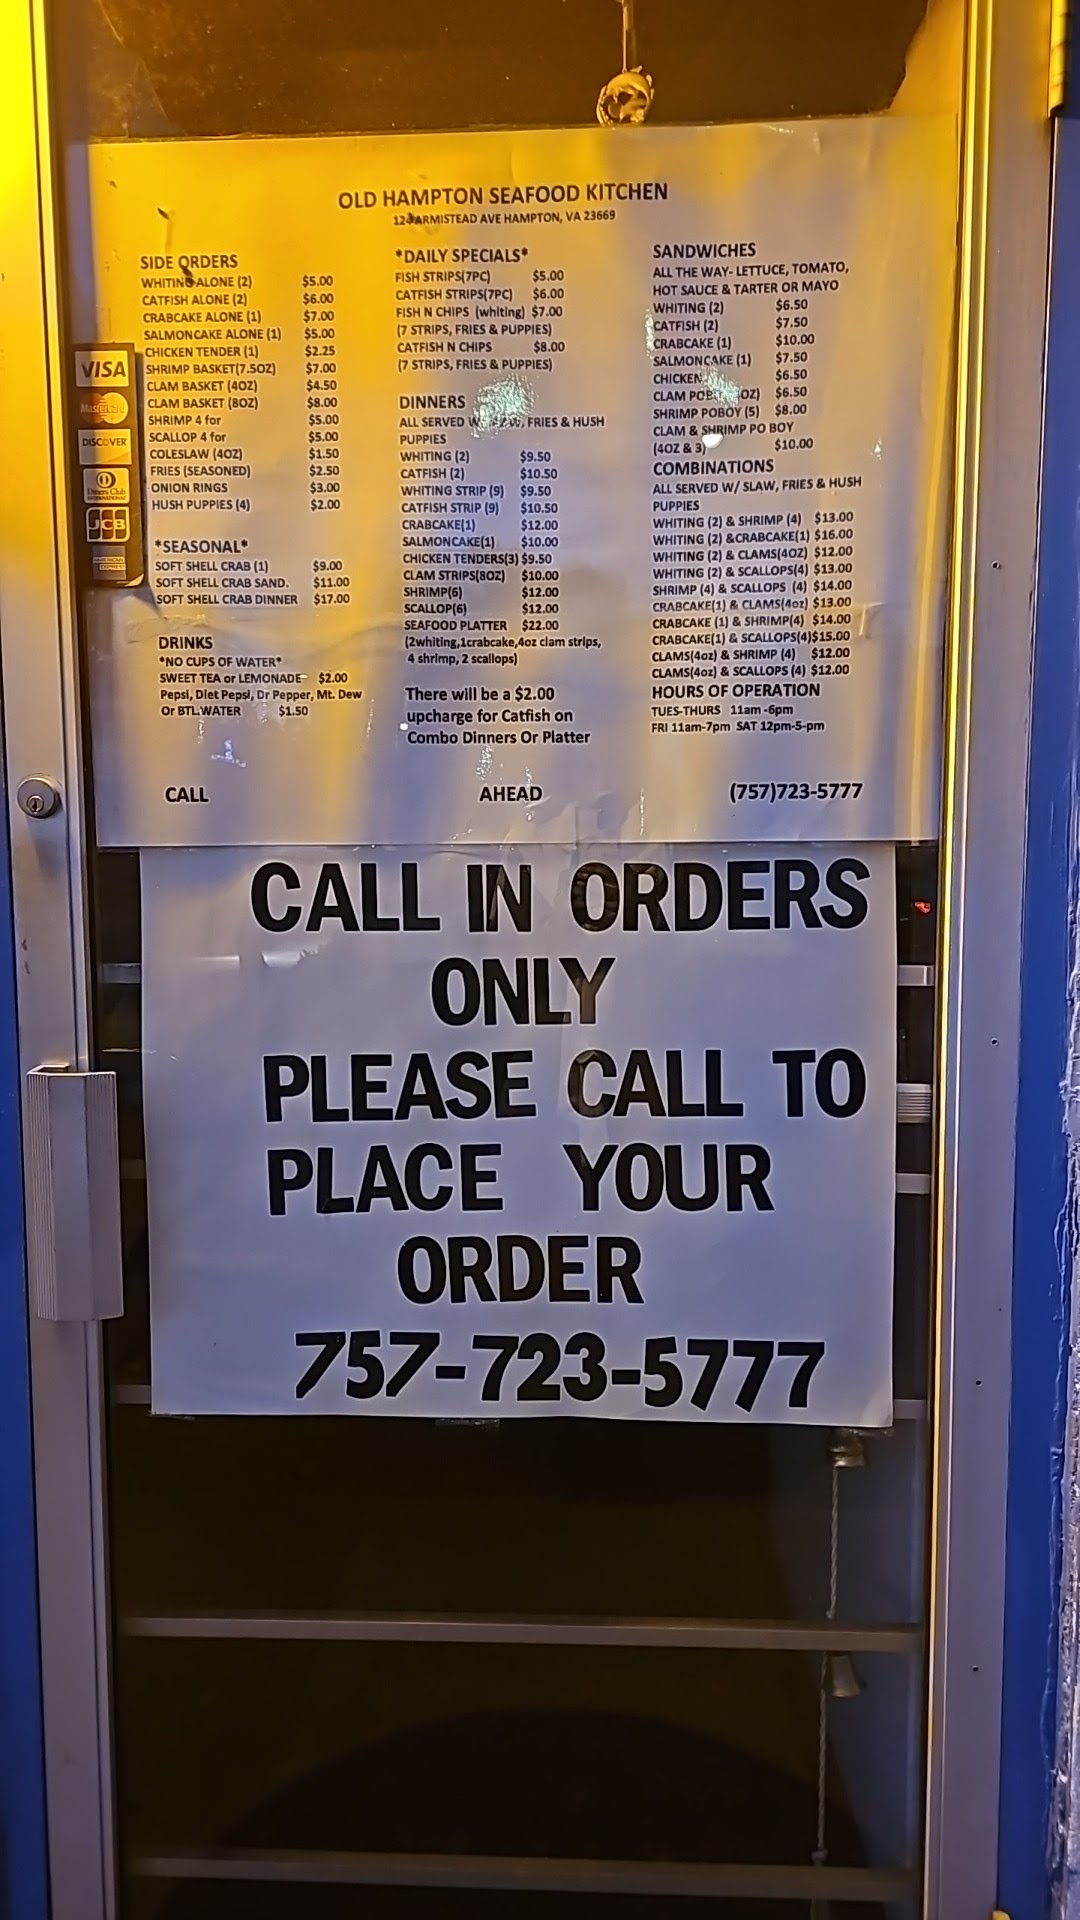 OLD HAMPTON SEAFOOD KITCHEN
ARMISTEAD AVE HAMPTON, VA 23669
SIDE ORDERS
WHITING ALONE (2) $5.00
CATFISH ALONE (2) $6.00
CRABCAKE ALONE (1) $7.00
SALMONCAKE ALONE (1) $5.00
CHICKEN TENDER (1) $2.25
SHRIMP BASKET(7.5OZ) $7.00
CLAM BASKET (4OZ) $4.50
CLAM BASKET (8OZ) $8.00
SHRIMP 4 for $5.00
SCALLOP 4 for $5.00
COLESLAW (4OZ) $1.50
FRIES (SEASONED) $2.50
ONION RINGS $3.00
HUSH PUPPIES (4) $2.00
*SEASONAL*
SOFT SHELL CRAB (1) $9.00
SOFT SHELL CRAB SAND. $11.00
SOFT SHELL CRAB DINNER $17.00
DRINKS
*NO CUPS OF WATER*
SWEET TEA or LEMONADE $2.00
Pepsi, Diet Pepsi, Dr Pepper, Mt. Dew
Or BTL.WATER $1.50
*DAILY SPECIALS*
FISH STRIPS(7PC) $5.00
CATFISH STRIPS(7PC) $6.00
FISH N CHIPS (whiting) $7.00
(7 STRIPS, FRIES & PUPPIES)
CATFISH N CHIPS $8.00
(7 STRIPS, FRIES & PUPPIES)
DINNERS
ALL SERVED FRIES & HUSH
PUPPIES
WHITING (2) $9.50
CATFISH (2) $10.50
WHITING STRIP (9) $9.50
CATFISH STRIP (9) $10.50
CRABCAKE(1) $12.00
SALMONCAKE(1) $10.00
CHICKEN TENDERS(3) $9.50
CLAM STRIPS(8OZ) $10.00
SHRIMP(6) $12.00
SCALLOP(6) $12.00
SEAFOOD PLATTER $22.00
(2whiting,1crabcake,4oz clam strips,
4 shrimp, 2 scallops)
There will be a $2.00
upcharge for Catfish on
Combo Dinners Or Platter
SANDWICHES
ALL THE WAY- LETTUCE, TOMATO,
HOT SAUCE & TARTER OR MAYO
WHITING (2) $6.50
CATFISH (2) $7.50
CRABCAKE (1) $10.00
SALMONCAKE (1) $7.50
CHICKEN $6.50
CLAM $6.50
SHRIMP POBOY (5) $8.00
CLAM & SHRIMP PO BOY
(4OZ & 3) $10.00
COMBINATIONS
ALL SERVED W/ SLAW, FRIES & HUSH
PUPPIES
WHITING (2) & SHRIMP (4) $13.00
WHITING (2) &CRABCAKE(1) $16.00
WHITING (2) & CLAMS(4OZ) $12.00
WHITING (2) & SCALLOPS(4) $13.00
SHRIMP (4) & SCALLOPS (4) $14.00
CRABCAKE(1) & CLAMS(4oz) $13.00
CRABCAKE (1) & SHRIMP(4) $14.00
CRABCAKE(1) & SCALLOPS(4)$15.00
CLAMS(4oz) & SHRIMP (4) $12.00
CLAMS(4oz) & SCALLOPS (4) $12.00
HOURS OF OPERATION
TUES-THURS 11am -6pm
FRI 11am-7pm SAT 12pm-5-pm
CALL AHEAD (757)723-5777
VISA
MasterCard
DISCOVER
Diners Club
INTERNATIONAL
JCB
AMERICAN
EXPRESS
CALL IN ORDERS
ONLY
PLEASE CALL TO
PLACE YOUR
ORDER
757-723-5777